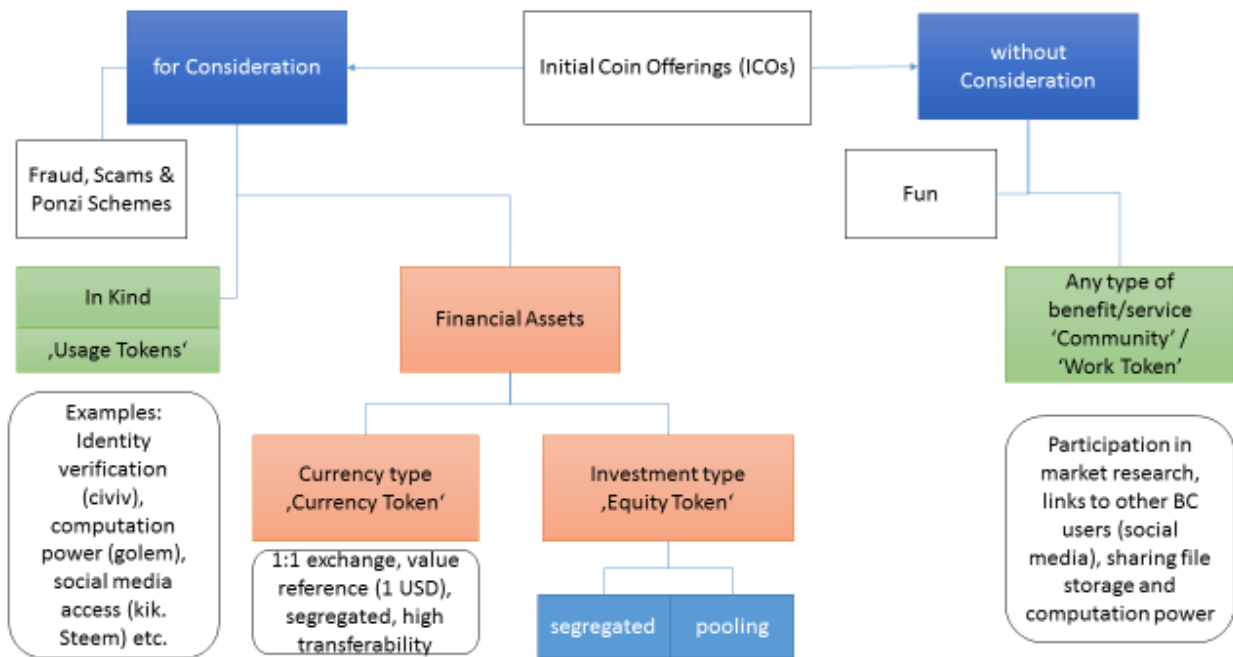 for Consideration
Initial Coin Offerings (ICOs)
without
Consideration
Fraud, Scams &
Ponzi Schemes
Fun
In Kind
‚Usage Tokens‘
Financial Assets
Any type of
benefit/service
‘Community’ /
‘Work Token’
Examples:
Identity
verification
(civiv),
computation
power (golem),
social media
access (kik.
Steem) etc.
Currency type
‚Currency Token‘
Investment type
‚Equity Token‘
1:1 exchange, value
reference (1 USD),
segregated, high
transferability
segregated
pooling
Participation in
market research,
links to other BC
users (social
media), sharing file
storage and
computation power